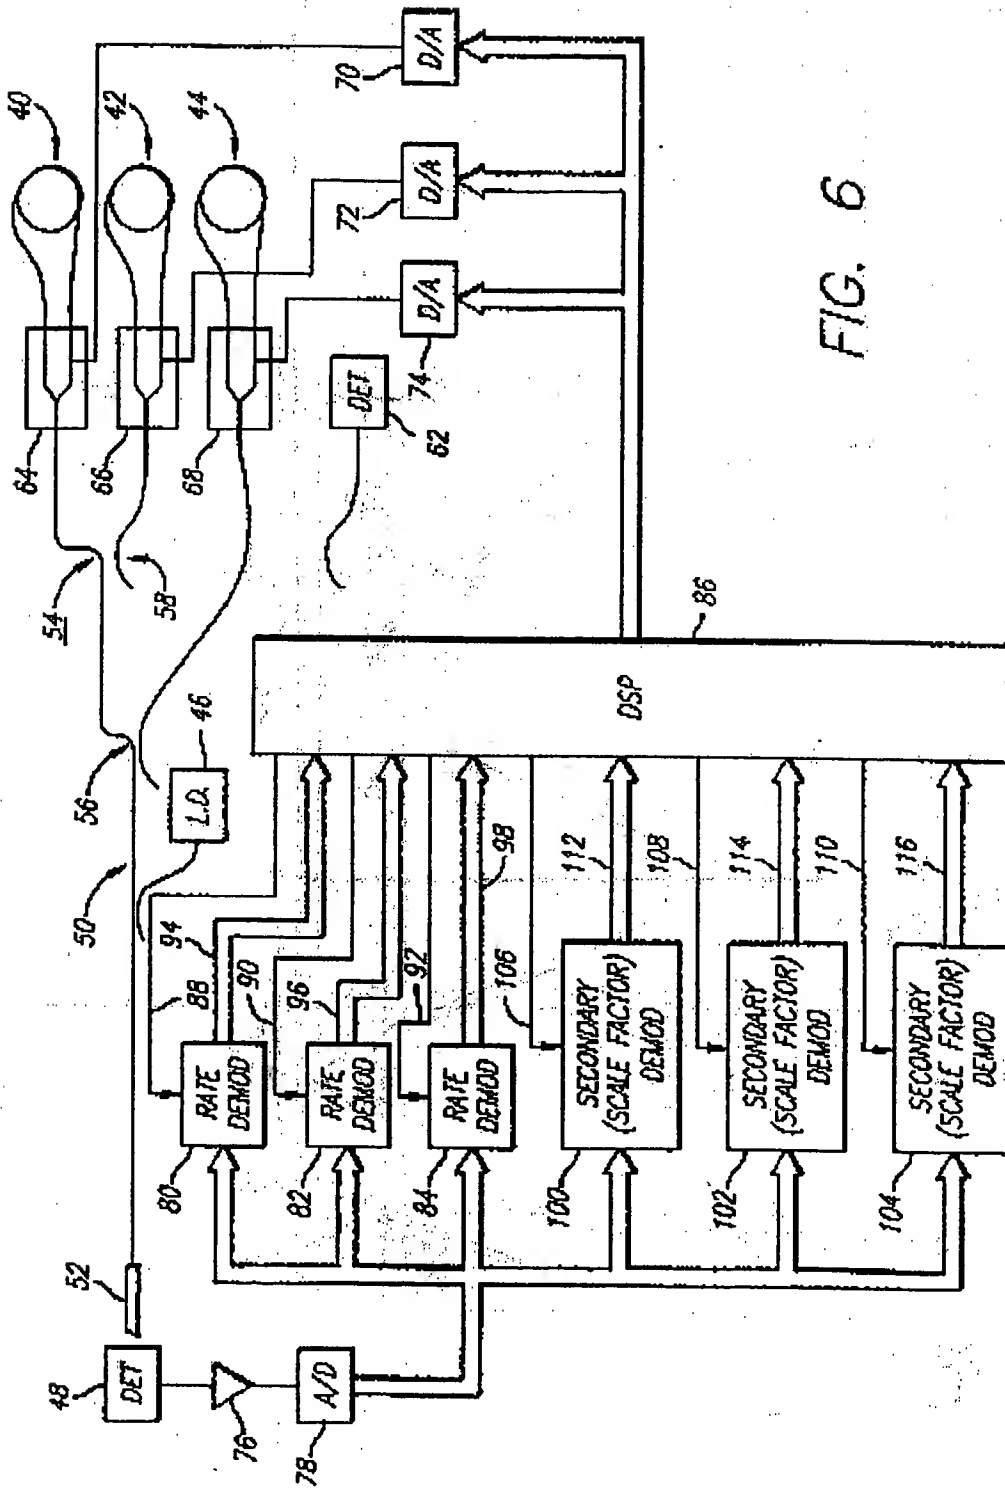 48
DET
52
50
56
54
64
40
58
66
42
46
L.D.
68
44
76
78
A/D
80
RATE
DEMOD
88
94
90
82
RATE
DEMOD
96
92
84
RATE
DEMOD
98
DET
62
74
D/A
72
D/A
70
D/A
106
100
SECONDARY
(SCALE FACTOR)
DEMOD
112
108
DSP
86
102
SECONDARY
(SCALE FACTOR)
DEMOD
114
110
104
SECONDARY
(SCALE FACTOR)
DEMOD
116
FIG. 6